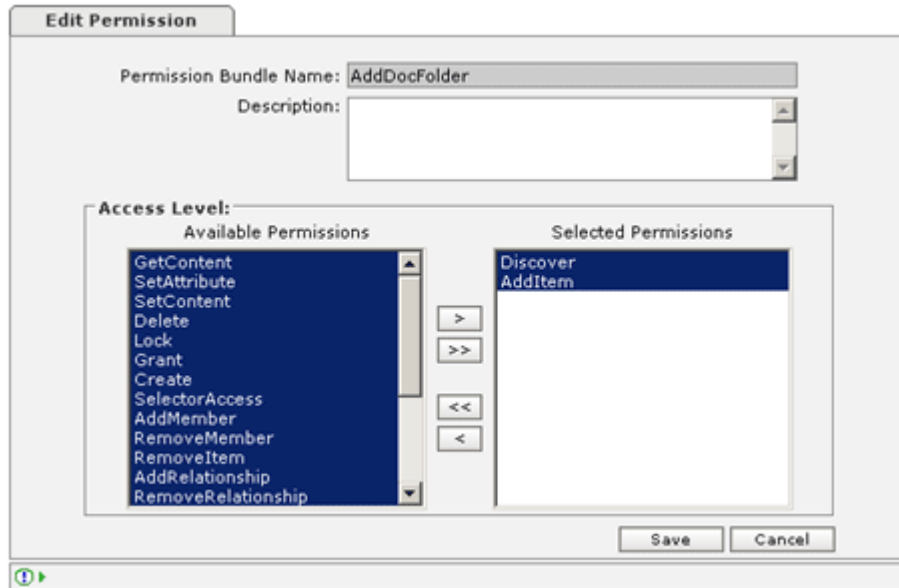 Edit Permission
Permission Bundle Name: AddDocFolder
Description:
Access Level:
Available Permissions
GetContent
SetAttribute
SetContent
Delete
Lock
Grant
Create
SelectorAccess
AddMember
RemoveMember
RemoveItem
AddRelationship
RemoveRelationship
>
>>
<<
<
Selected Permissions
Discover
AddItem
Save
Cancel